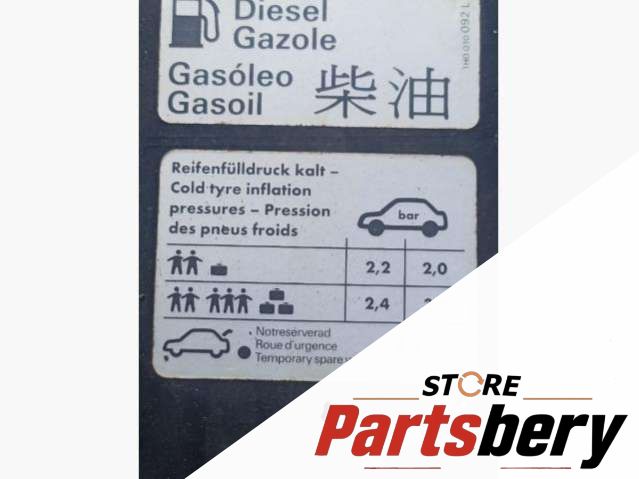 Diesel
Gazole
Gasóleo
Gasoil
柴油
1H0 010 092 L
Reifenfülldruck kalt –
Cold tyre inflation
pressures – Pression
des pneus froids
bar
2,2 2,0
2,4
Notreserverad
Roue d'urgence
Temporary spare
STORE
Partsbery